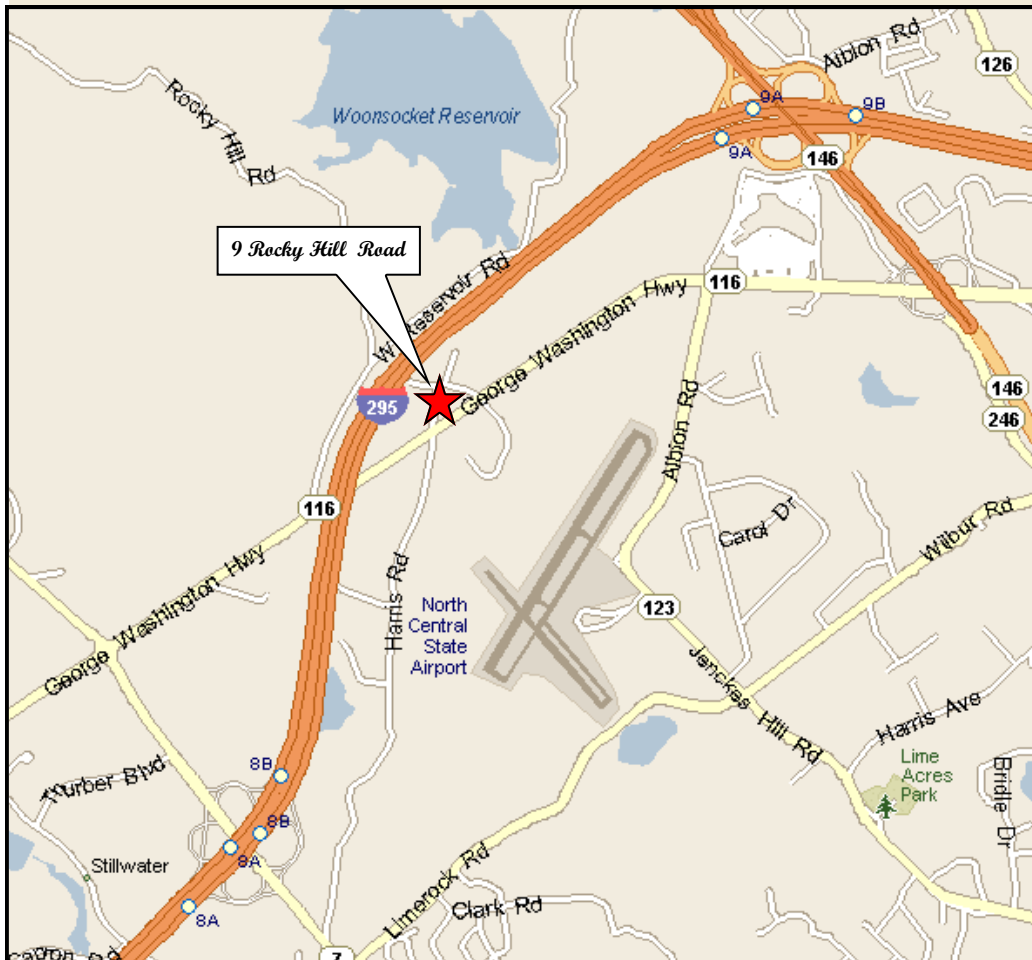 Albion Rd
126
Rocky Hill Rd
Woonsocket Reservoir
9A
9B
9A
146
9 Rocky Hill Road
Reservoir Rd
116
George Washington Hwy
295
146
246
Albion Rd
116
Carol Dr
Wilbur Rd
George Washington Hwy
Harris Rd
North
Central
State
Airport
123
Jenckes Hill Rd
Harris Ave
8B
Lime
Acres
Park
Bridle Dr
Blvd
8B
8A
Stillwater
Limerock Rd
8A
Clark Rd
7
Rd